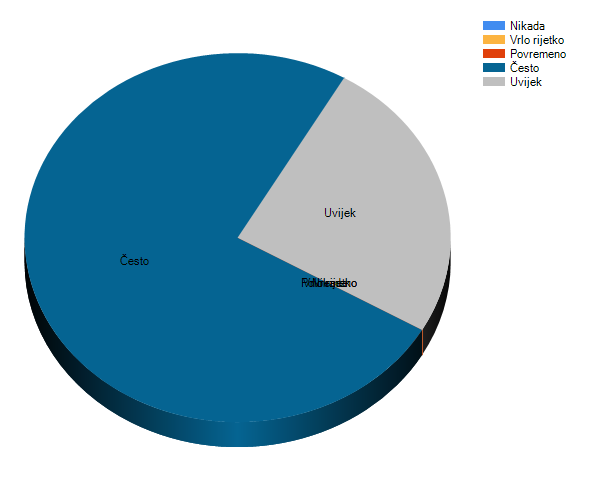 Nikada
Vrlo rijetko
Povremeno
Često
Uvijek
Uvijek
Često